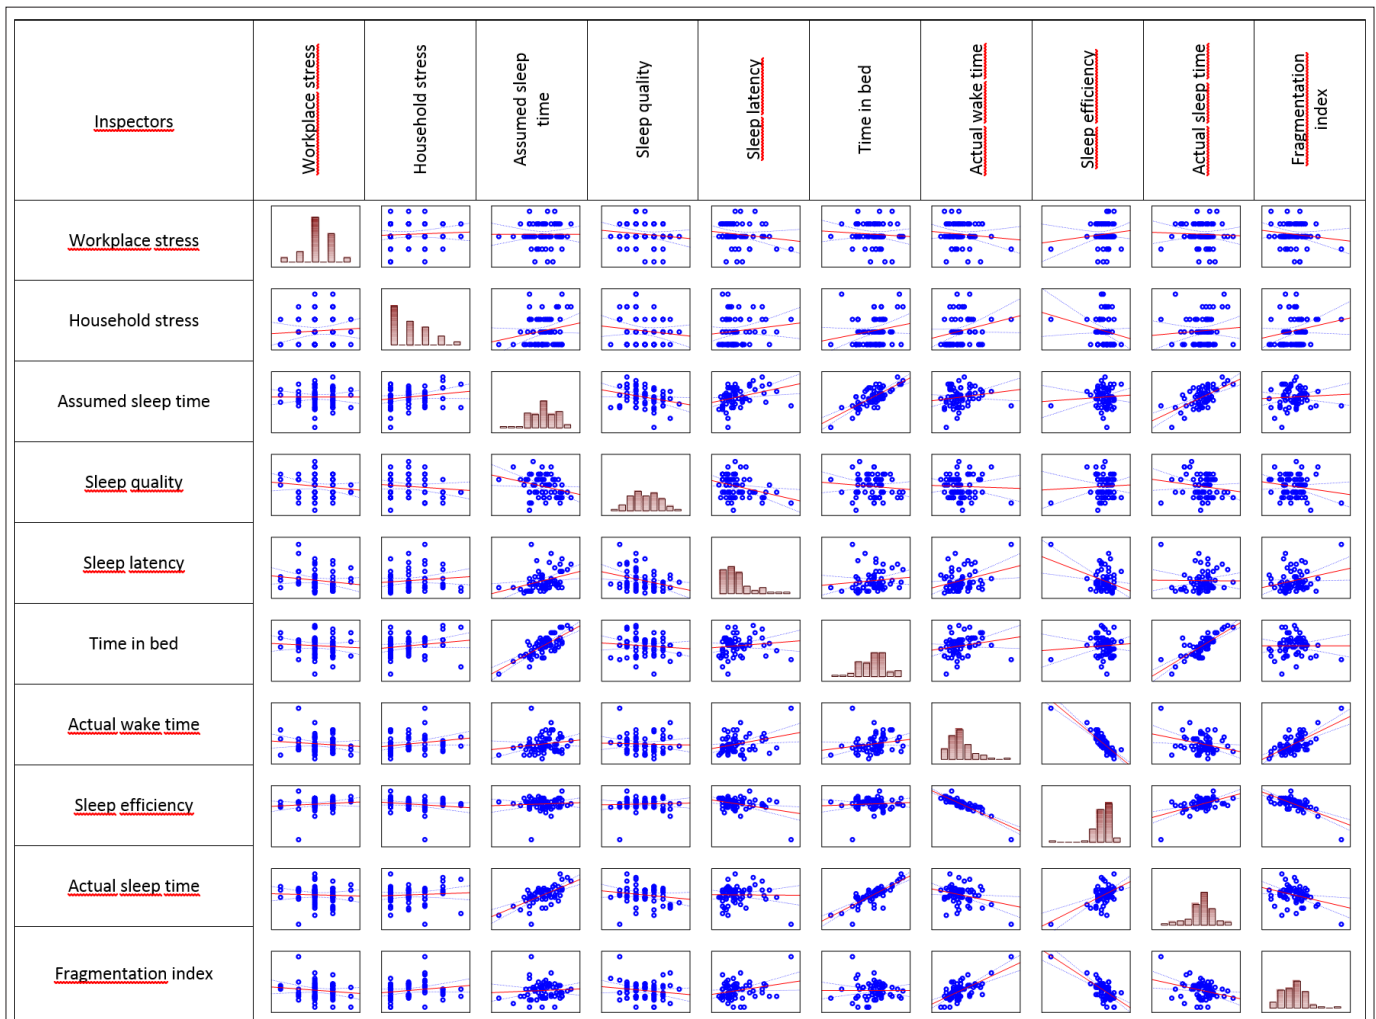 Inspectors
Workplace stress
Household stress
Assumed sleep
time
Sleep quality
Sleep latency
Time in bed
Actual wake time
Sleep efficiency
Actual sleep time
Fragmentation
index
Workplace stress
Household stress
Assumed sleep time
Sleep quality
Sleep latency
Time in bed
Actual wake time
Sleep efficiency
Actual sleep time
Fragmentation index